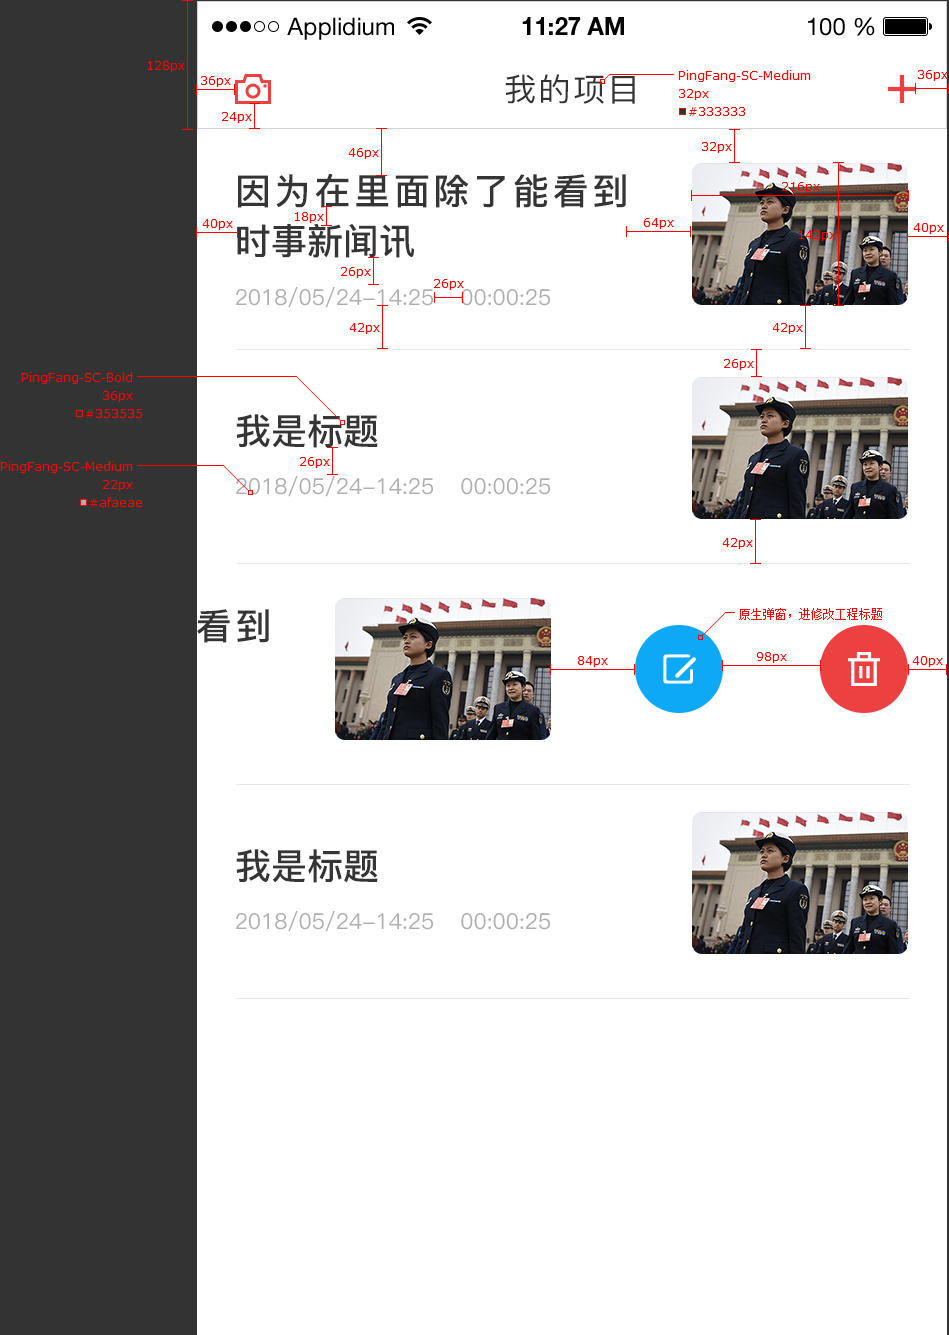 Applidium 11:27 AM 100 %
128px
36px
我的项目
PingFang-SC-Medium
32px
#333333
36px
24px
46px
32px
因为在里面除了能看到
216px
18px
40px
64px
142px
40px
时事新闻讯
26px
26px
2018/05/24-14:25 00:00:25
42px
42px
26px
PingFang-SC-Bold
36px
#353535
我是标题
26px
PingFang-SC-Medium
22px
#afaeae
2018/05/24-14:25 00:00:25
42px
看到
原生弹窗，进修改工程标题
84px
98px
40px
我是标题
2018/05/24-14:25 00:00:25